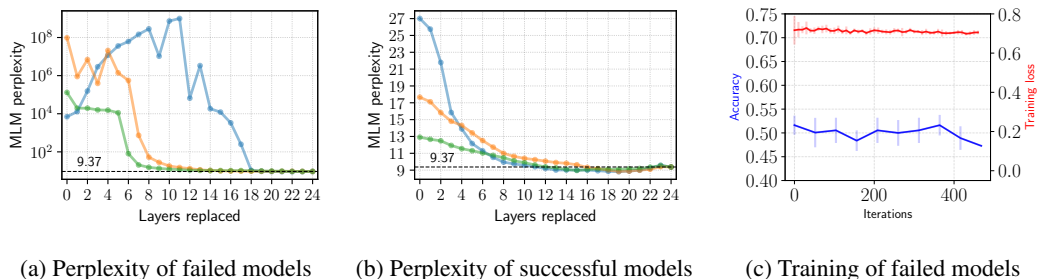 MLM perplexity
10^8
10^6
10^4
10^2
9.37
0 2 4 6 8 10 12 14 16 18 20 22 24
Layers replaced
(a) Perplexity of failed models
MLM perplexity
27
25
23
21
19
17
15
13
11
9
9.37
0 2 4 6 8 10 12 14 16 18 20 22 24
Layers replaced
(b) Perplexity of successful models
Accuracy
0.75
0.70
0.65
0.60
0.55
0.50
0.45
0.40
0 200 400
Iterations
0.8
0.6
0.4
0.2
0.0
Training loss
(c) Training of failed models